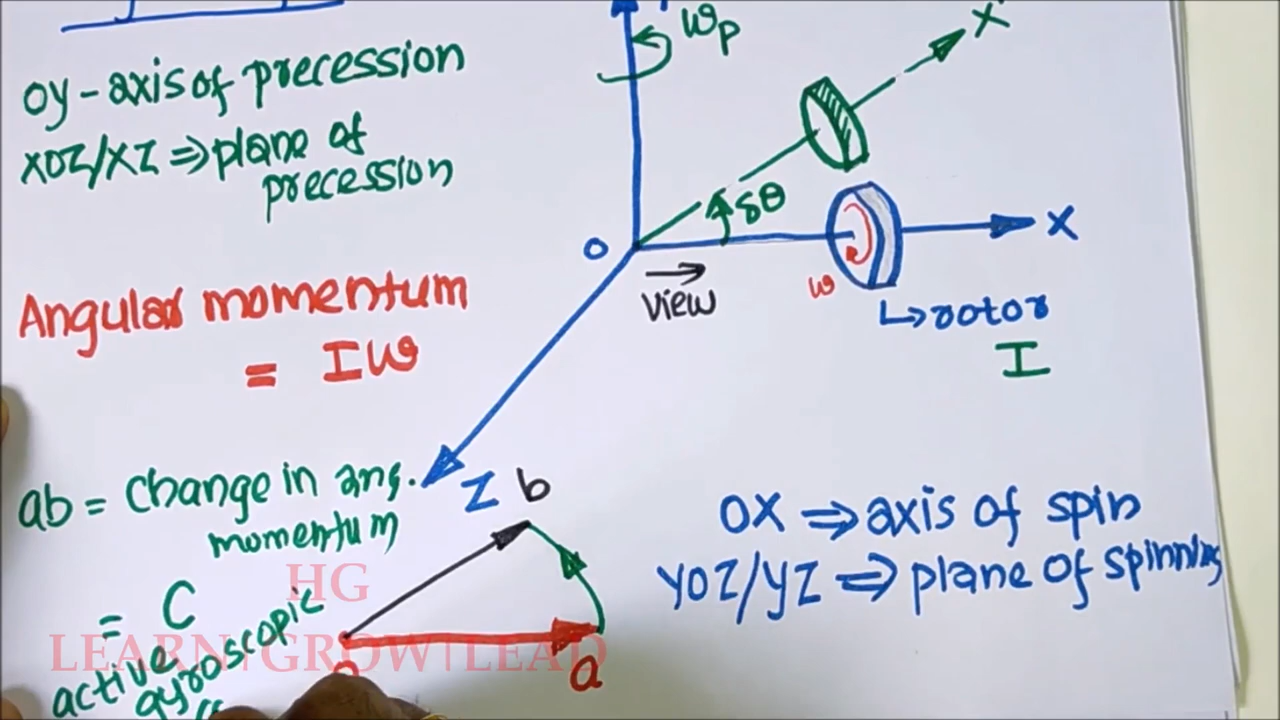 ωp
X'
oy - axis of precession
XOZ/XZ ⇒ plane of
precession
δθ
O
X
View
ω
↳ rotor
I
Angular momentum
= Iω
ab = Change in ang.
momentum
Z
b
OX ⇒ axis of spin
YOZ/YZ ⇒ plane of spinning
= C
active
gyroscopic
a
HG
LEARN|GROW|LEAD